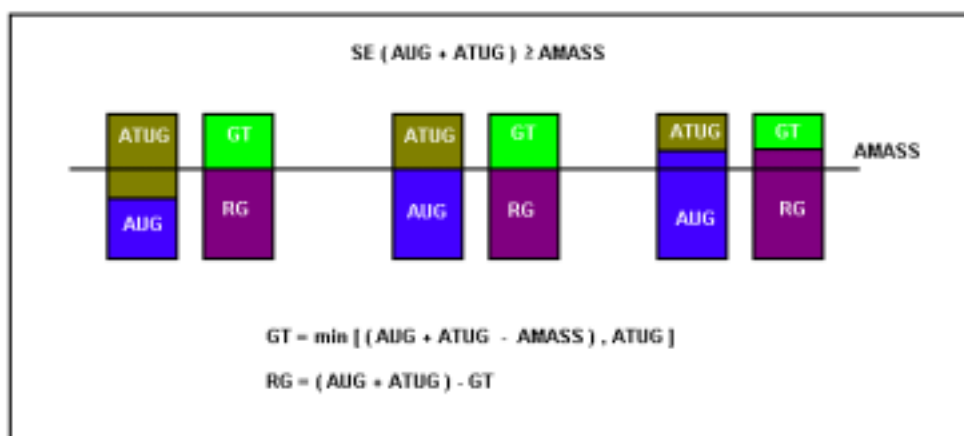 SE ( AUG + ATUG ) ≥ AMASS
ATUG GT ATUG GT ATUG GT
AMASS
AUG RG AUG RG AUG RG
GT = min [ ( AUG + ATUG - AMASS ) , ATUG ]
RG = ( AUG + ATUG ) - GT